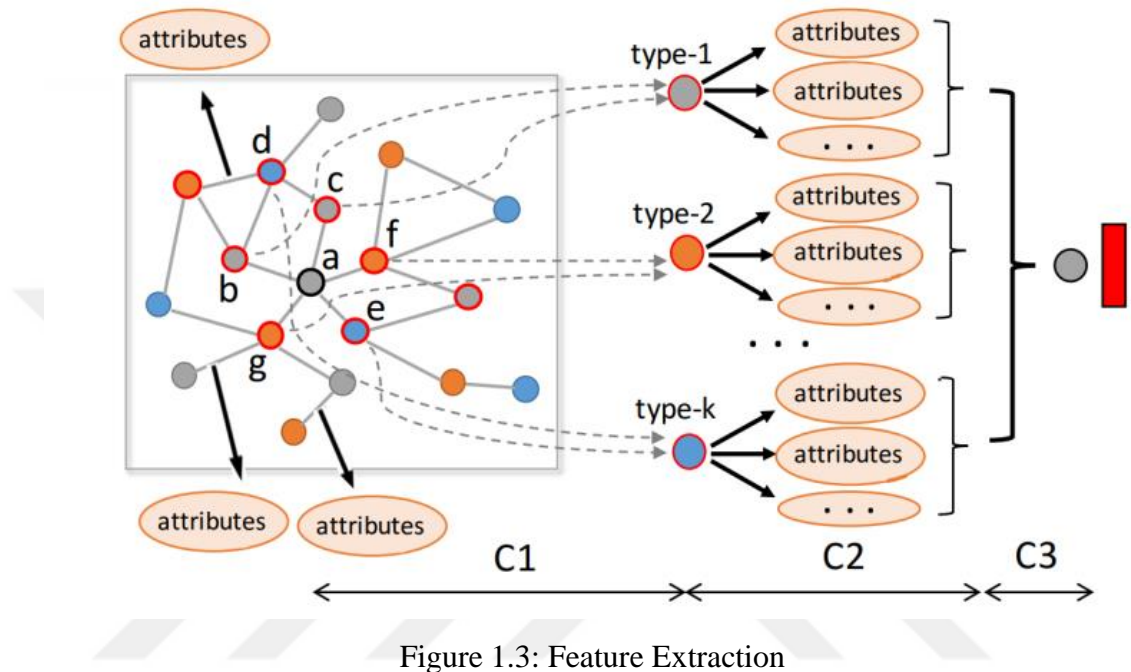 attributes
d
c
f
a
b
e
g
attributes
attributes
type-1
attributes
attributes
. . .
type-2
attributes
attributes
. . .
. . .
type-k
attributes
attributes
. . .
C1
C2
C3
Figure 1.3: Feature Extraction